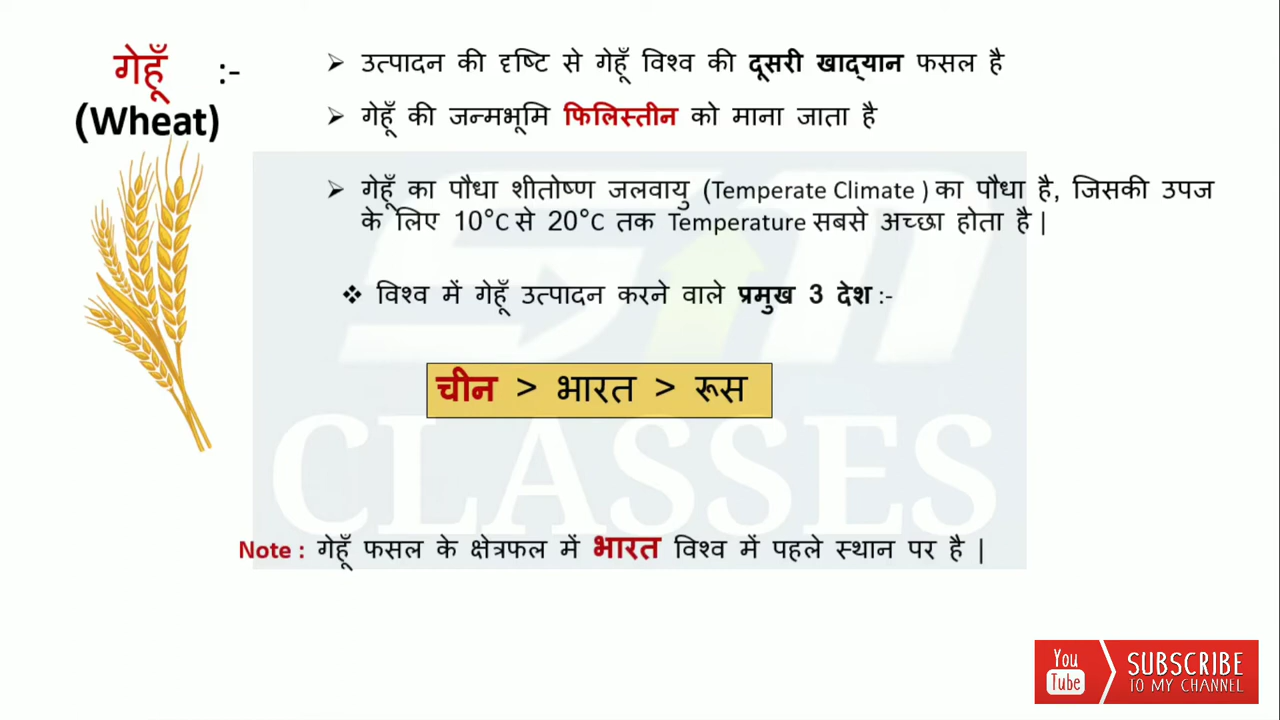 गेहूँ :-
(Wheat)
➢ उत्पादन की दृष्टि से गेहूँ विश्व की दूसरी खाद्यान फसल है
➢ गेहूँ की जन्मभूमि फिलिस्तीन को माना जाता है
➢ गेहूँ का पौधा शीतोष्ण जलवायु (Temperate Climate ) का पौधा है, जिसकी उपज
के लिए 10°C से 20°C तक Temperature सबसे अच्छा होता है |
❖ विश्व में गेहूँ उत्पादन करने वाले प्रमुख 3 देश :-
चीन > भारत > रूस
CLASSES
Note : गेहूँ फसल के क्षेत्रफल में भारत विश्व में पहले स्थान पर है |
You
Tube
SUBSCRIBE
TO MY CHANNEL